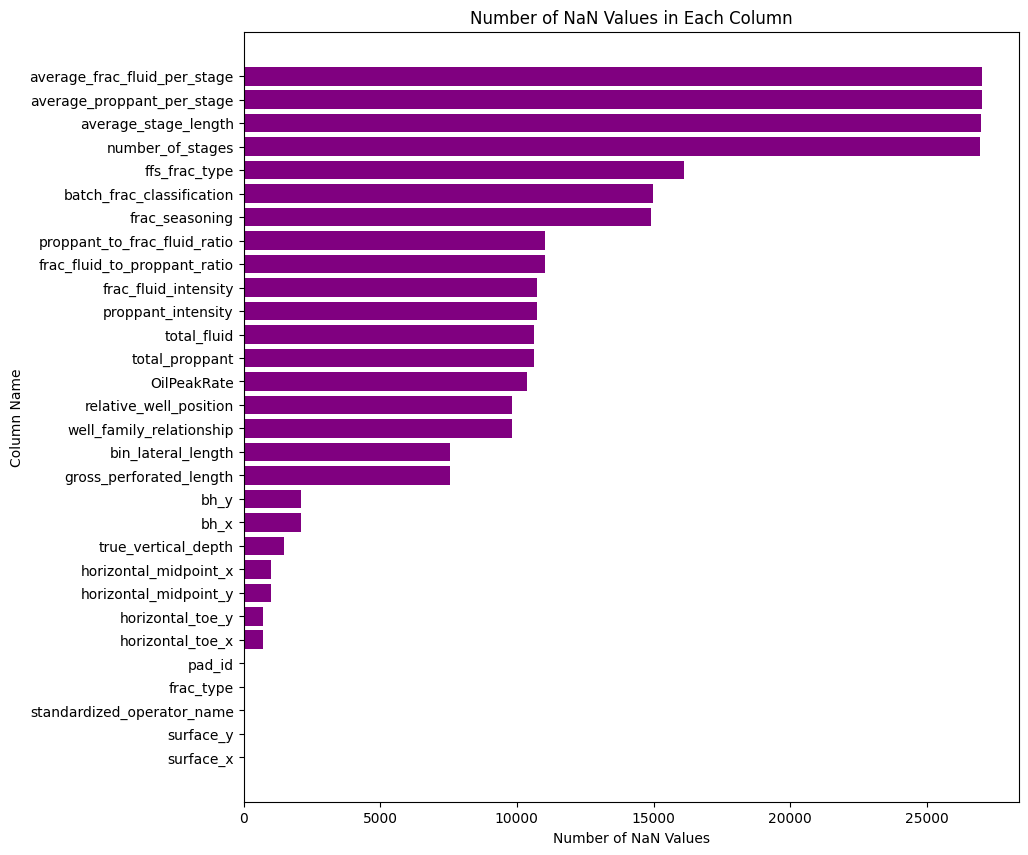 Number of NaN Values in Each Column
Column Name
average_frac_fluid_per_stage
average_proppant_per_stage
average_stage_length
number_of_stages
ffs_frac_type
batch_frac_classification
frac_seasoning
proppant_to_frac_fluid_ratio
frac_fluid_to_proppant_ratio
frac_fluid_intensity
proppant_intensity
total_fluid
total_proppant
OilPeakRate
relative_well_position
well_family_relationship
bin_lateral_length
gross_perforated_length
bh_y
bh_x
true_vertical_depth
horizontal_midpoint_x
horizontal_midpoint_y
horizontal_toe_y
horizontal_toe_x
pad_id
frac_type
standardized_operator_name
surface_y
surface_x
0 5000 10000 15000 20000 25000
Number of NaN Values